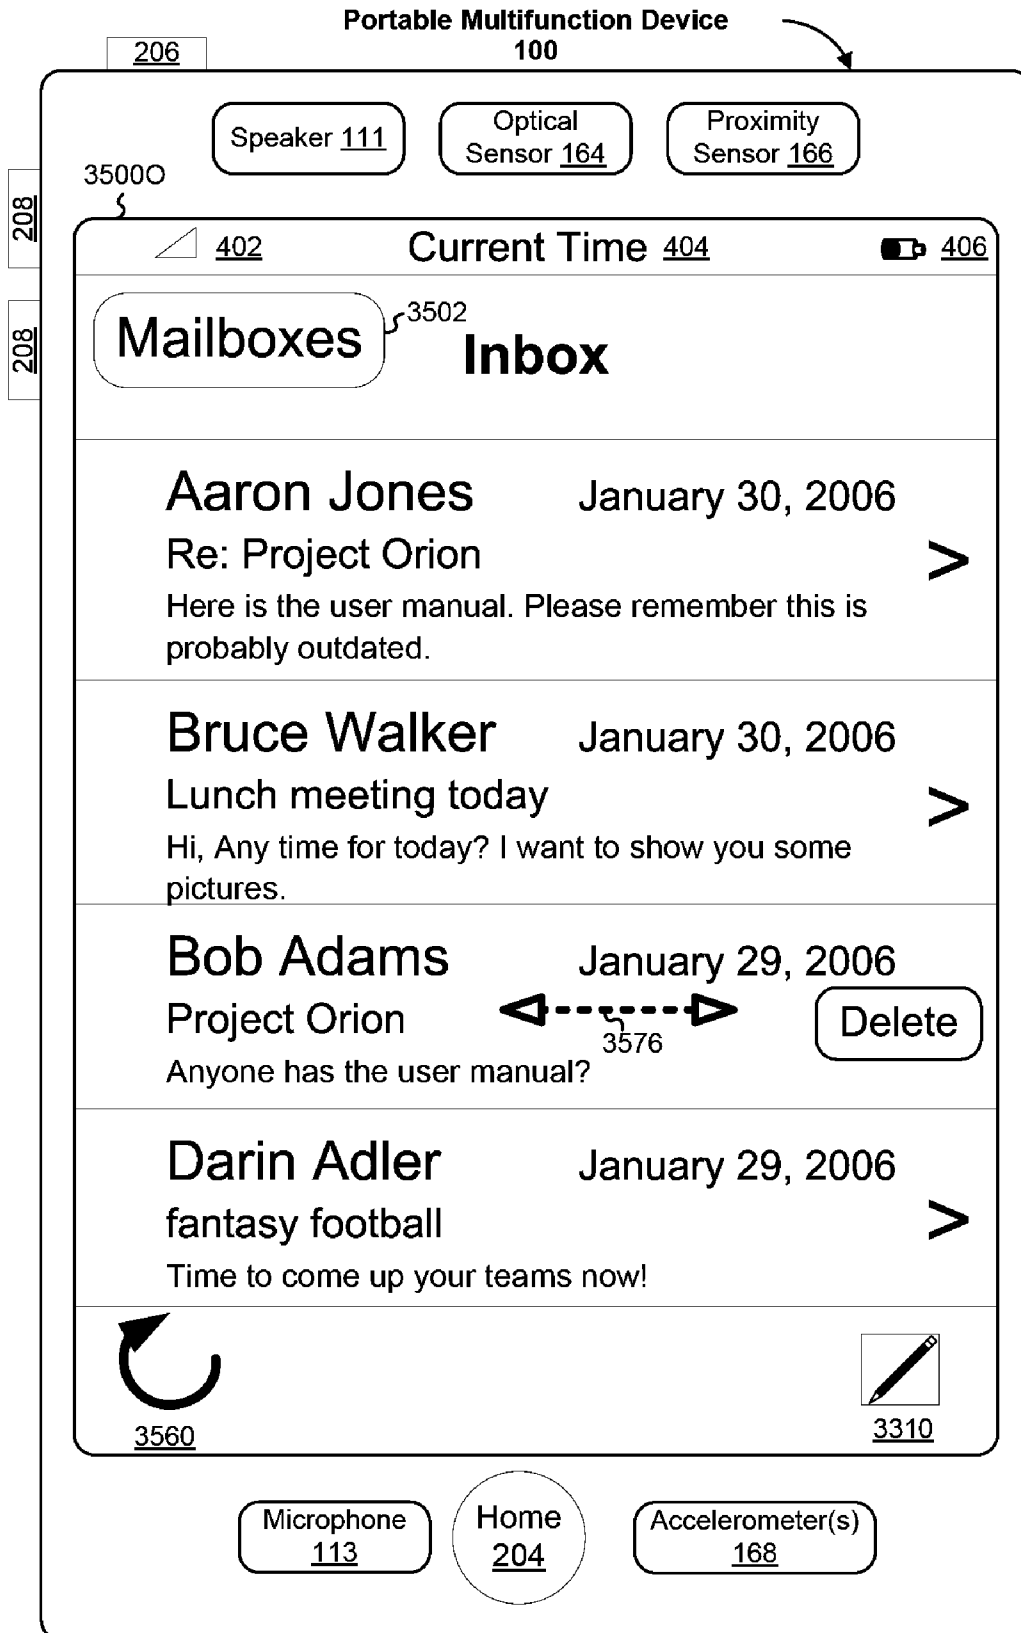 Portable Multifunction Device
100
206
Speaker 111
Optical
Sensor 164
Proximity
Sensor 166
3500O
208
208
402
Current Time 404
406
Mailboxes
3502
Inbox
Aaron Jones January 30, 2006
Re: Project Orion
>
Here is the user manual. Please remember this is
probably outdated.
Bruce Walker January 30, 2006
Lunch meeting today
>
Hi, Any time for today? I want to show you some
pictures.
Bob Adams January 29, 2006
Project Orion
3576
Delete
Anyone has the user manual?
Darin Adler January 29, 2006
fantasy football
>
Time to come up your teams now!
3560
3310
Microphone
113
Home
204
Accelerometer(s)
168